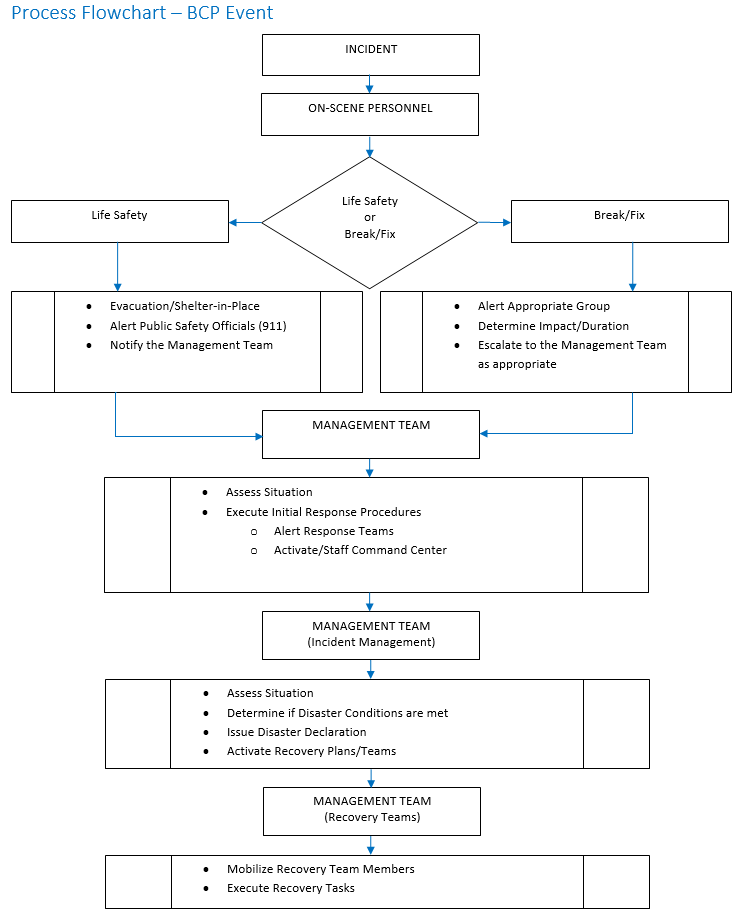 Process Flowchart – BCP Event
INCIDENT
ON-SCENE PERSONNEL
Life Safety
or
Break/Fix
Life Safety
Break/Fix
• Evacuation/Shelter-in-Place
• Alert Public Safety Officials (911)
• Notify the Management Team
• Alert Appropriate Group
• Determine Impact/Duration
• Escalate to the Management Team
as appropriate
MANAGEMENT TEAM
• Assess Situation
• Execute Initial Response Procedures
o Alert Response Teams
o Activate/Staff Command Center
MANAGEMENT TEAM
(Incident Management)
• Assess Situation
• Determine if Disaster Conditions are met
• Issue Disaster Declaration
• Activate Recovery Plans/Teams
MANAGEMENT TEAM
(Recovery Teams)
• Mobilize Recovery Team Members
• Execute Recovery Tasks